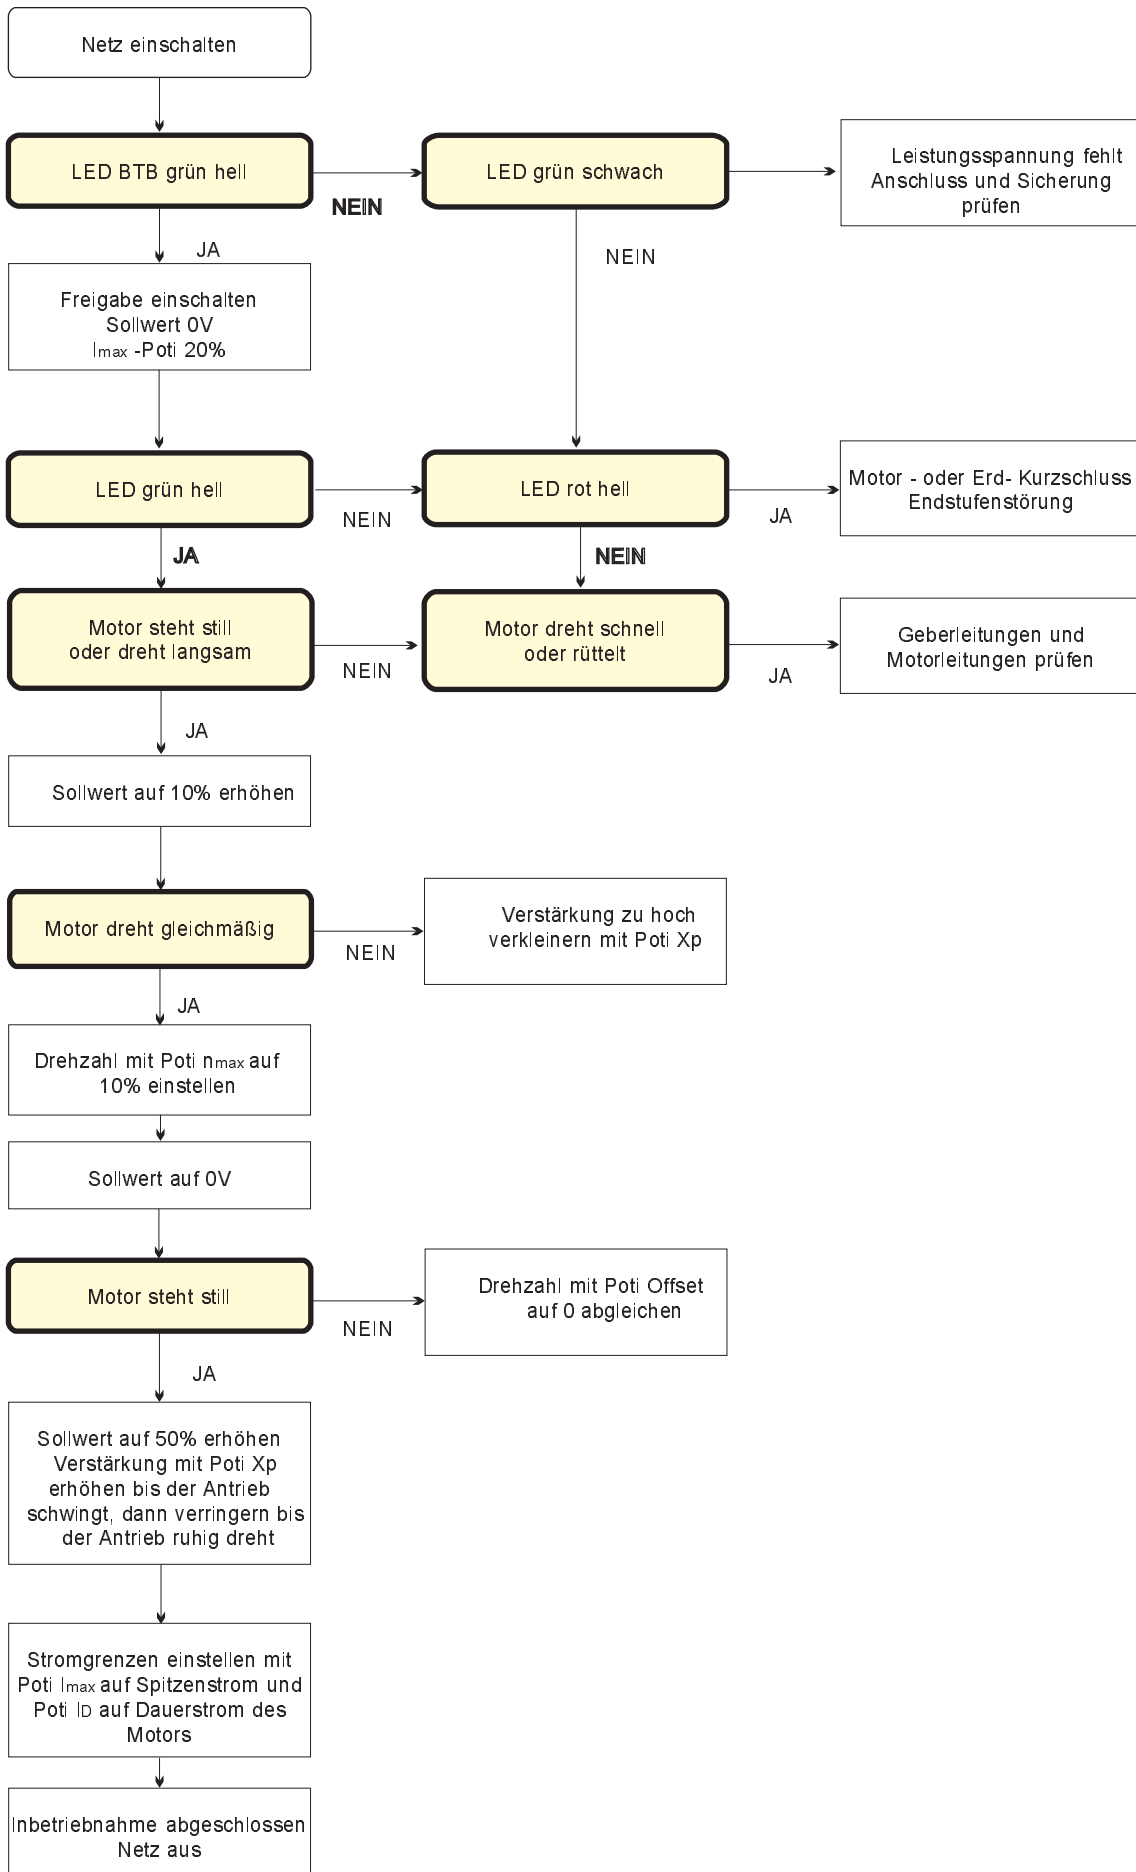 Netz einschalten
LED BTB grün hell
NEIN
LED grün schwach
Leistungsspannung fehlt
Anschluss und Sicherung
prüfen
JA
NEIN
Freigabe einschalten
Sollwert 0V
Imax -Poti 20%
LED grün hell
NEIN
LED rot hell
JA
Motor - oder Erd- Kurzschluss
Endstufenstörung
JA
NEIN
Motor steht still
oder dreht langsam
NEIN
Motor dreht schnell
oder rüttelt
JA
Geberleitungen und
Motorleitungen prüfen
JA
Sollwert auf 10% erhöhen
Motor dreht gleichmäßig
NEIN
Verstärkung zu hoch
verkleinern mit Poti Xp
JA
Drehzahl mit Poti nmax auf
10% einstellen
Sollwert auf 0V
Motor steht still
NEIN
Drehzahl mit Poti Offset
auf 0 abgleichen
JA
Sollwert auf 50% erhöhen
Verstärkung mit Poti Xp
erhöhen bis der Antrieb
schwingt, dann verringern bis
der Antrieb ruhig dreht
Stromgrenzen einstellen mit
Poti Imax auf Spitzenstrom und
Poti ID auf Dauerstrom des
Motors
Inbetriebnahme abgeschlossen
Netz aus